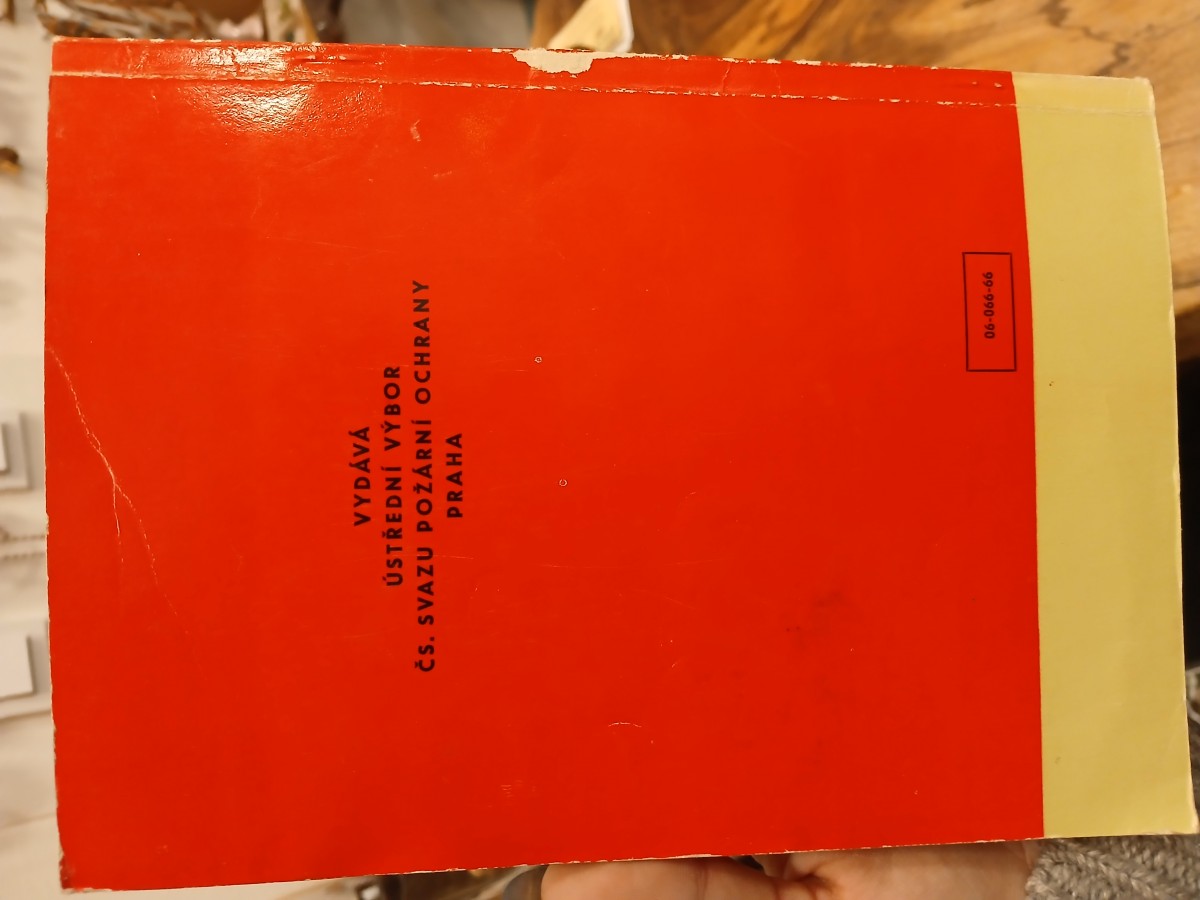 VYDÁVÁ
ÚSTŘEDNÍ VÝBOR
ČS. SVAZU POŽÁRNÍ OCHRANY
PRAHA
06-066-66